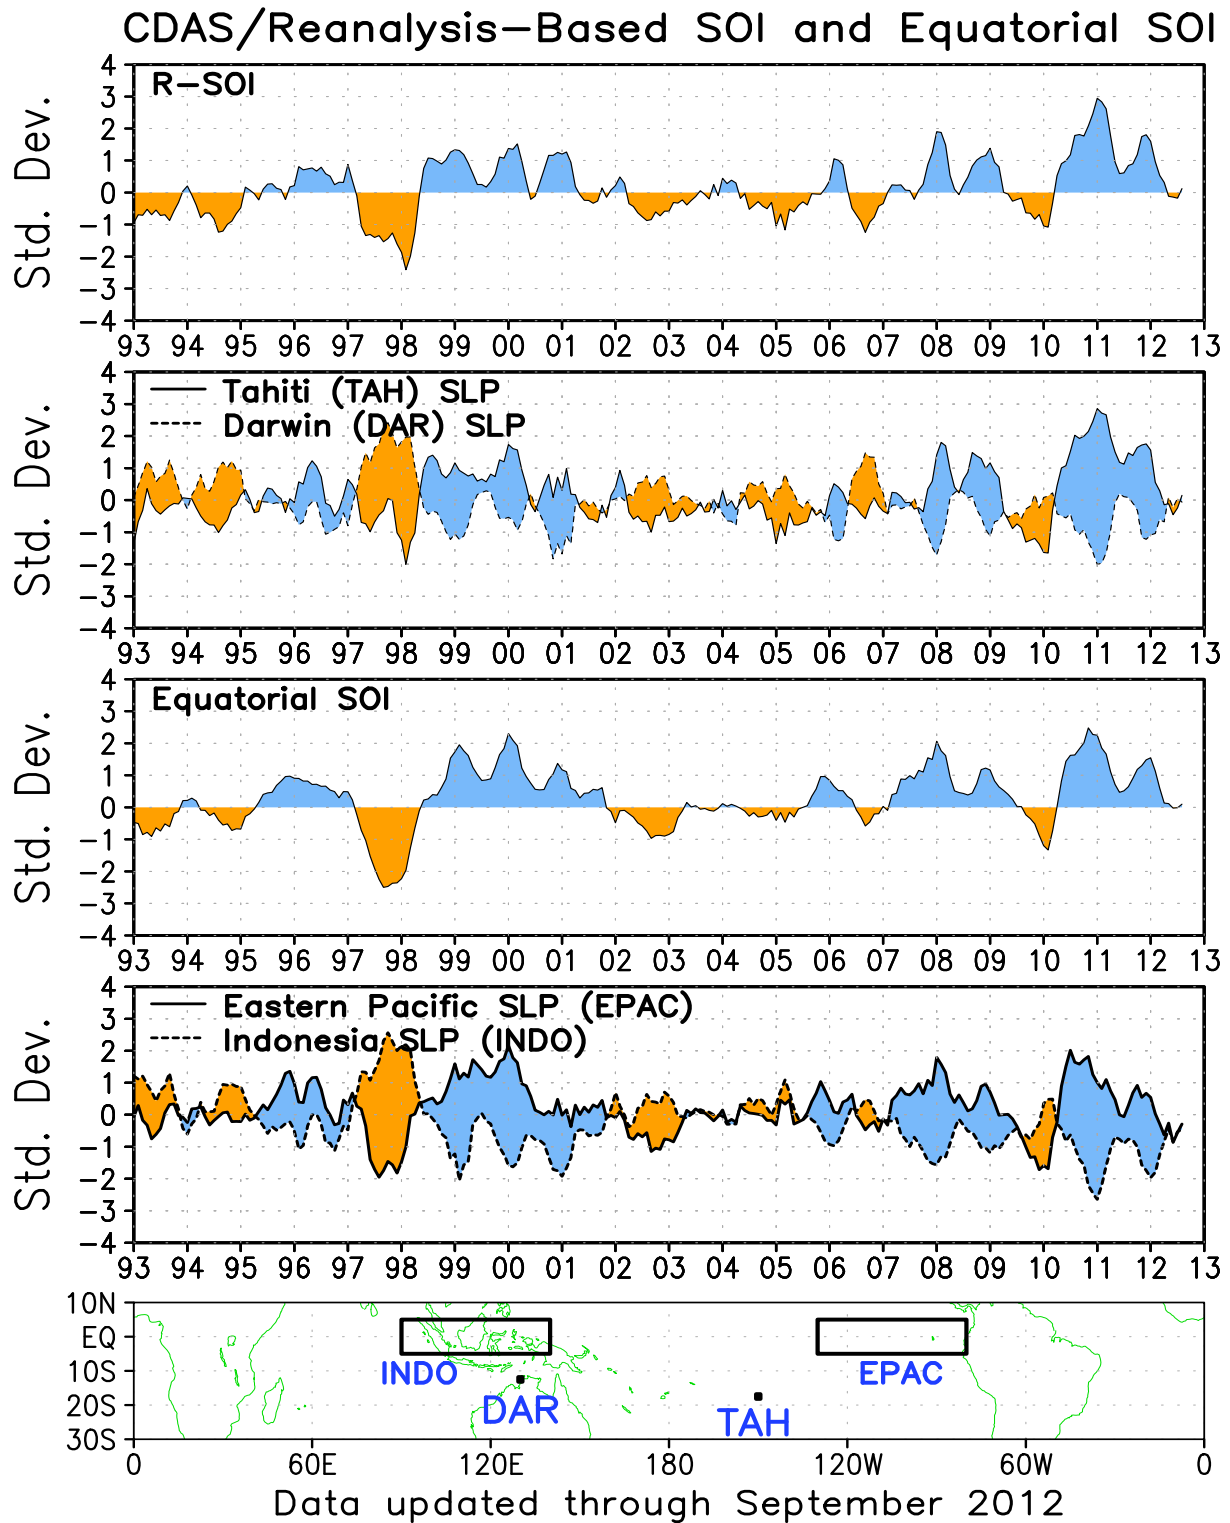 CDAS/Reanalysis-Based SOI and Equatorial SOI
R-SOI
Std. Dev.
4
3
2
1
0
-1
-2
-3
-4
93 94 95 96 97 98 99 00 01 02 03 04 05 06 07 08 09 10 11 12 13
Tahiti (TAH) SLP
Darwin (DAR) SLP
Std. Dev.
4
3
2
1
0
-1
-2
-3
-4
93 94 95 96 97 98 99 00 01 02 03 04 05 06 07 08 09 10 11 12 13
Equatorial SOI
Std. Dev.
4
3
2
1
0
-1
-2
-3
-4
93 94 95 96 97 98 99 00 01 02 03 04 05 06 07 08 09 10 11 12 13
Eastern Pacific SLP (EPAC)
Indonesia SLP (INDO)
Std. Dev.
4
3
2
1
0
-1
-2
-3
-4
93 94 95 96 97 98 99 00 01 02 03 04 05 06 07 08 09 10 11 12 13
10N
EQ
10S
20S
30S
INDO
EPAC
DAR
TAH
0 60E 120E 180 120W 60W 0
Data updated through September 2012